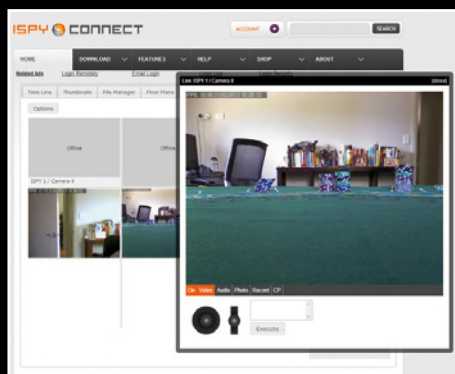 ISPY CONNECT
ACCOUNT
SEARCH
HOME DOWNLOAD FEATURES HELP SHOP ABOUT
Related Ads Login Remotely Email Login
Live: ISPY 1 / Camera 8 [close]
Time Line Thumbnails File Manager Floor Plans
Options
Offline Offline
ISPY 1 / Camera 9
On Video Audio Photo Record CP
Execute